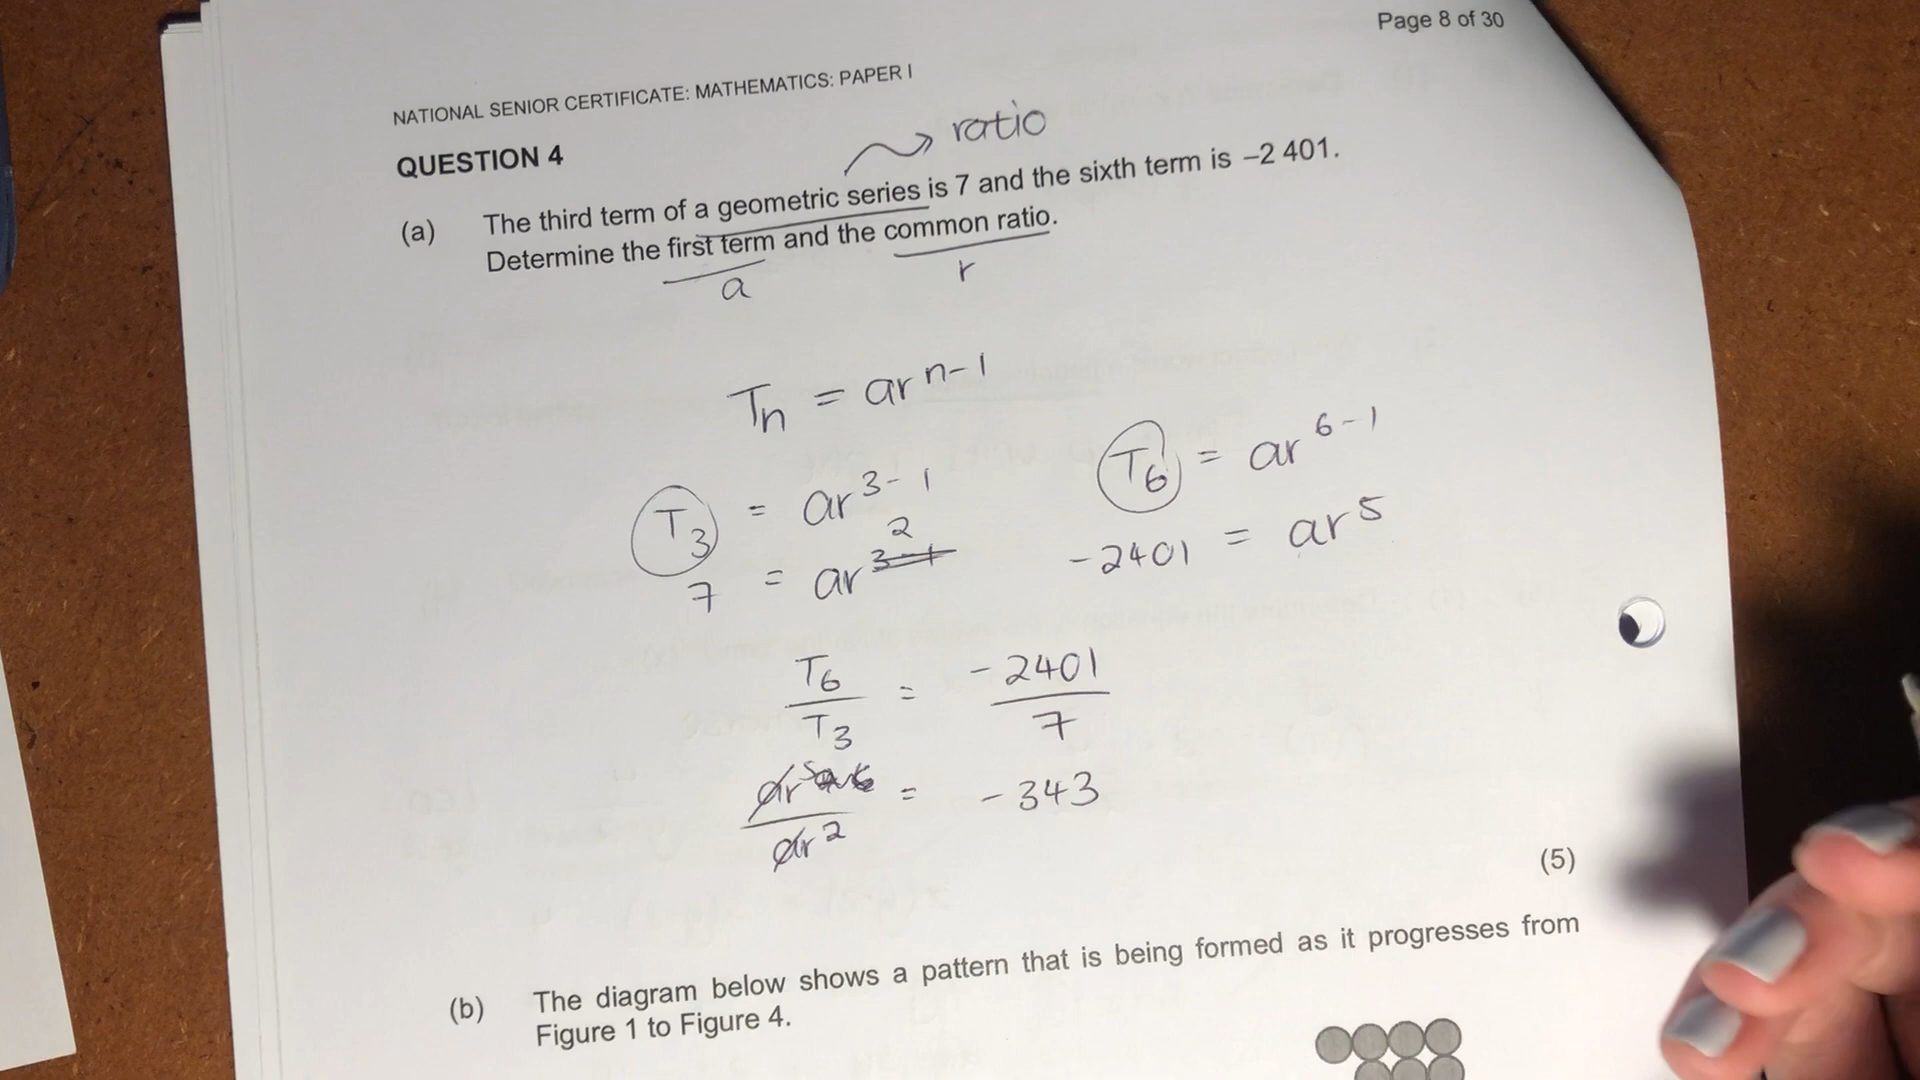 Page 8 of 30
NATIONAL SENIOR CERTIFICATE: MATHEMATICS: PAPER I
ratio
QUESTION 4
(a) The third term of a geometric series is 7 and the sixth term is –2 401.
Determine the first term and the common ratio.
a r
Tn = ar^n-1
T3 = ar^3-1 T6 = ar^6-1
7 = ar^2 -2401 = ar^5
T6/T3 = -2401/7
ar^5/ar^2 = -343
(5)
(b) The diagram below shows a pattern that is being formed as it progresses from
Figure 1 to Figure 4.